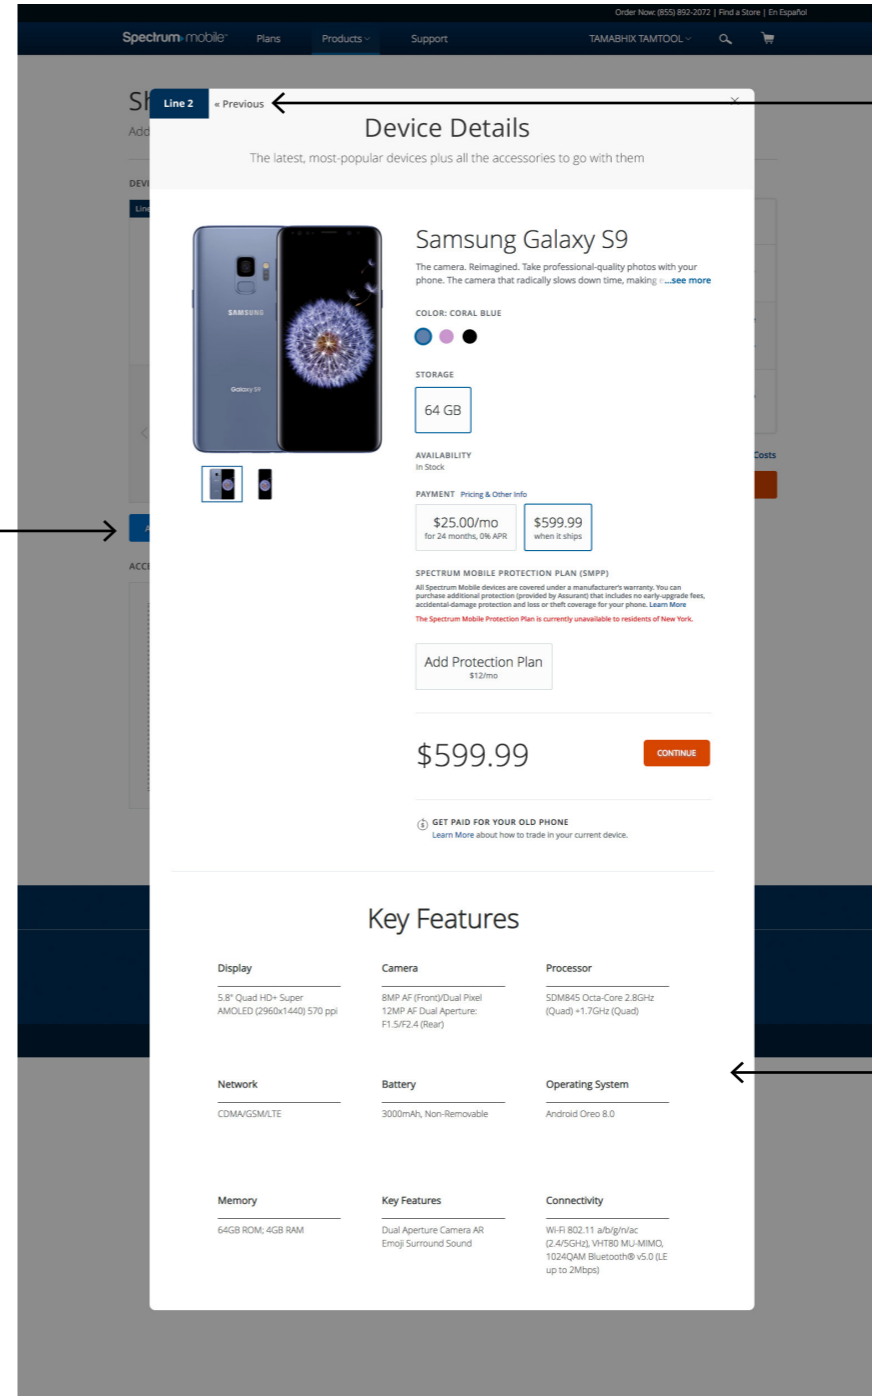 Order Now: (855) 892-2072 | Find a Store | En Español
Spectrum mobile Plans Products Support TAMABHIX TAMTOOL
Sh
Add
Line 2 « Previous
Device Details
The latest, most-popular devices plus all the accessories to go with them
DEVI
Line
SAMSUNG
Galaxy S9
Samsung Galaxy S9
The camera. Reimagined. Take professional-quality photos with your
phone. The camera that radically slows down time, making e...see more
COLOR: CORAL BLUE
STORAGE
64 GB
AVAILABILITY
In Stock
Costs
PAYMENT Pricing & Other Info
$25.00/mo
for 24 months, 0% APR
$599.99
when it ships
A
ACCE
SPECTRUM MOBILE PROTECTION PLAN (SMPP)
All Spectrum Mobile devices are covered under a manufacturer's warranty. You can
purchase additional protection (provided by Assurant) that includes no early-upgrade fees,
accidental-damage protection and loss or theft coverage for your phone. Learn More
The Spectrum Mobile Protection Plan is currently unavailable to residents of New York.
Add Protection Plan
$12/mo
$599.99
CONTINUE
GET PAID FOR YOUR OLD PHONE
Learn More about how to trade in your current device.
Key Features
Display
5.8" Quad HD+ Super
AMOLED (2960x1440) 570 ppi
Camera
8MP AF (Front)/Dual Pixel
12MP AF Dual Aperture:
F1.5/F2.4 (Rear)
Processor
SDM845 Octa-Core 2.8GHz
(Quad) +1.7GHz (Quad)
Network
CDMA/GSM/LTE
Battery
3000mAh, Non-Removable
Operating System
Android Oreo 8.0
Memory
64GB ROM; 4GB RAM
Key Features
Dual Aperture Camera AR
Emoji Surround Sound
Connectivity
Wi-Fi 802.11 a/b/g/n/ac
(2.4/5GHz), VHT80 MU-MIMO,
1024QAM Bluetooth® v5.0 (LE
up to 2Mbps)